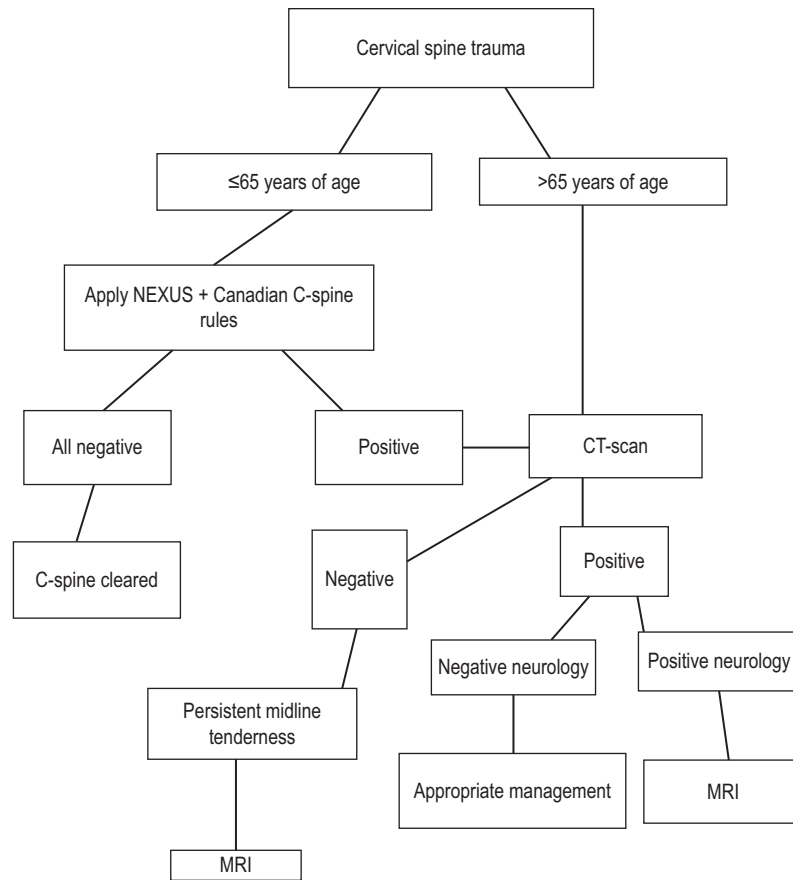 Cervical spine trauma
≤65 years of age
>65 years of age
Apply NEXUS + Canadian C-spine
rules
All negative
Positive
CT-scan
C-spine cleared
Negative
Positive
Negative neurology
Positive neurology
Persistent midline
tenderness
Appropriate management
MRI
MRI